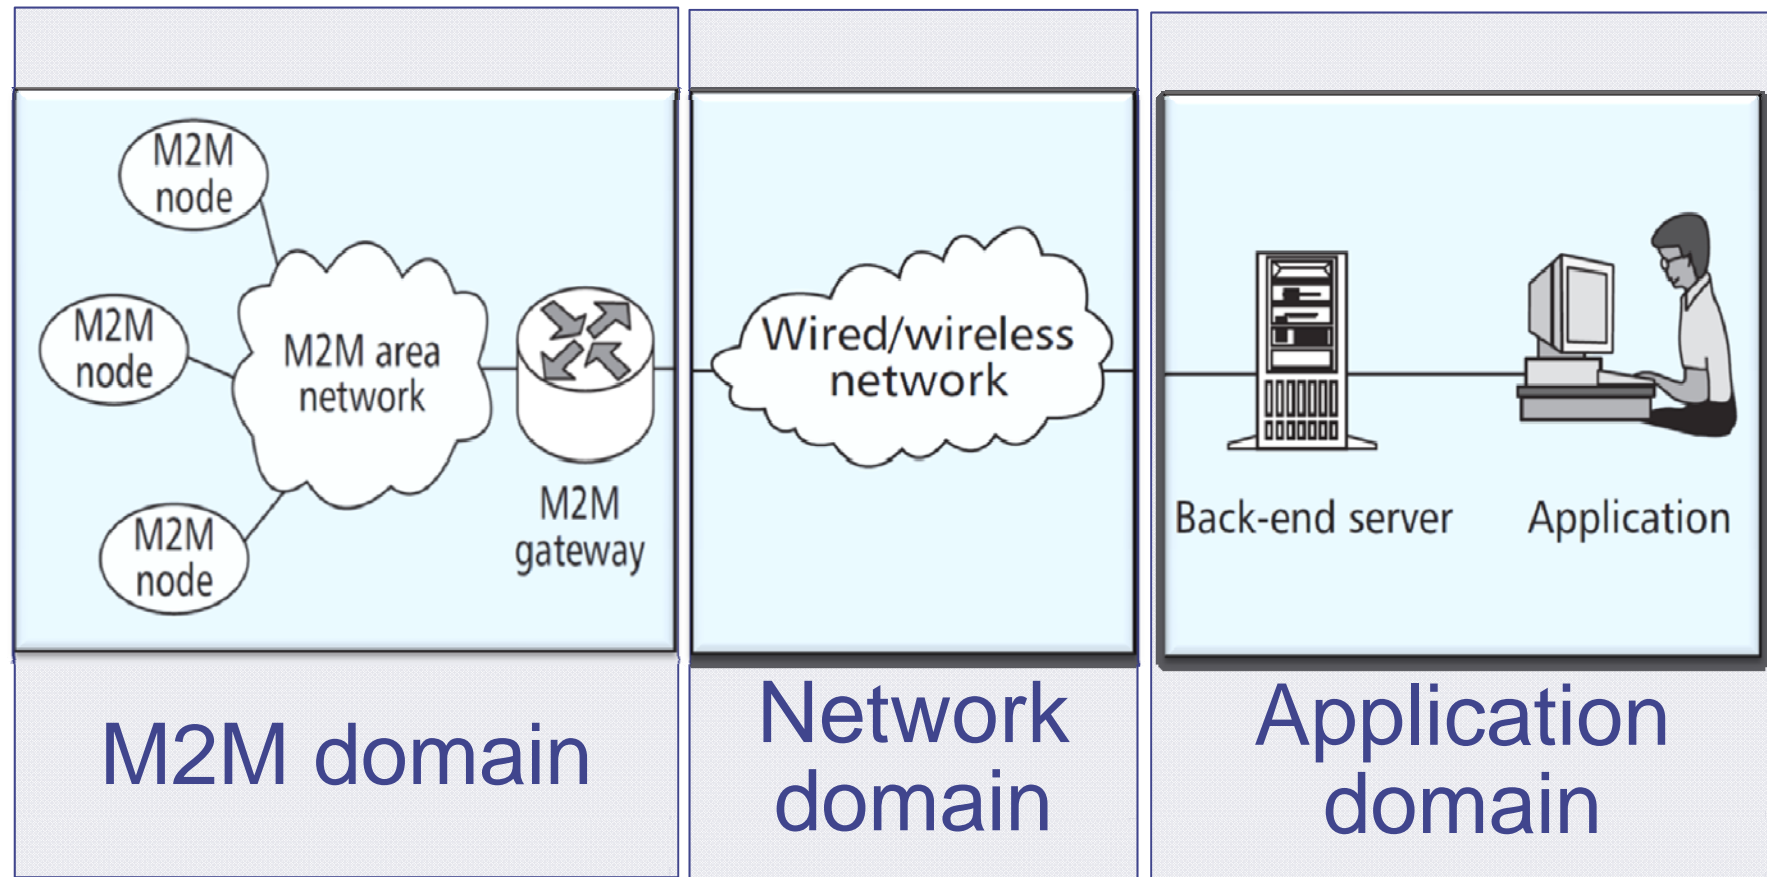 M2M
node
M2M
node
M2M area
network
M2M
node
M2M
gateway
M2M domain
Wired/wireless
network
Network
domain
Back-end server
Application
Application
domain